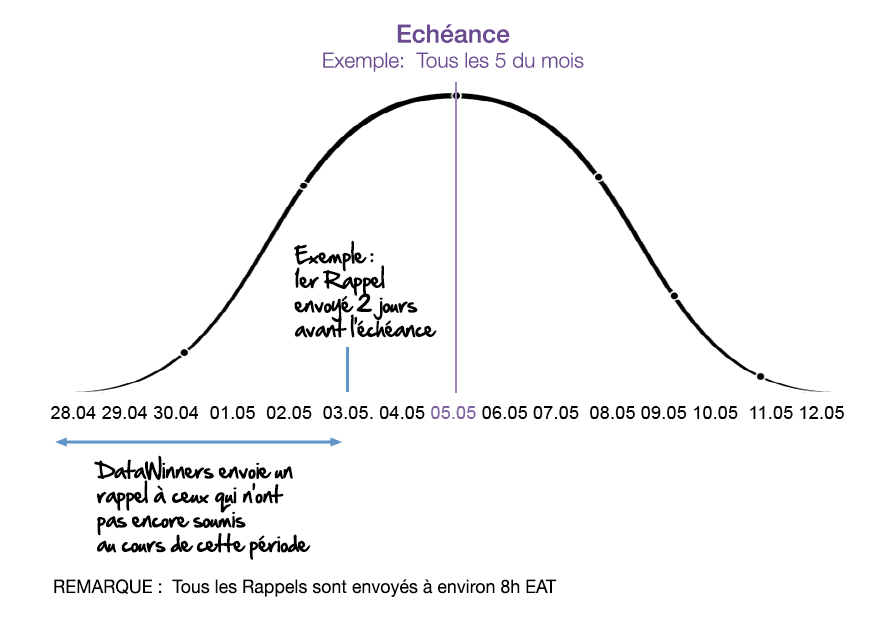 Echéance
Exemple:  Tous les 5 du mois
Exemple :
1er Rappel
envoyé 2 jours
avant l'échéance
28.04 29.04 30.04 01.05 02.05 03.05. 04.05 05.05 06.05 07.05 08.05 09.05 10.05 11.05 12.05
DataWinners envoie un
rappel à ceux qui n'ont
pas encore soumis
au cours de cette période
REMARQUE :  Tous les Rappels sont envoyés à environ 8h EAT